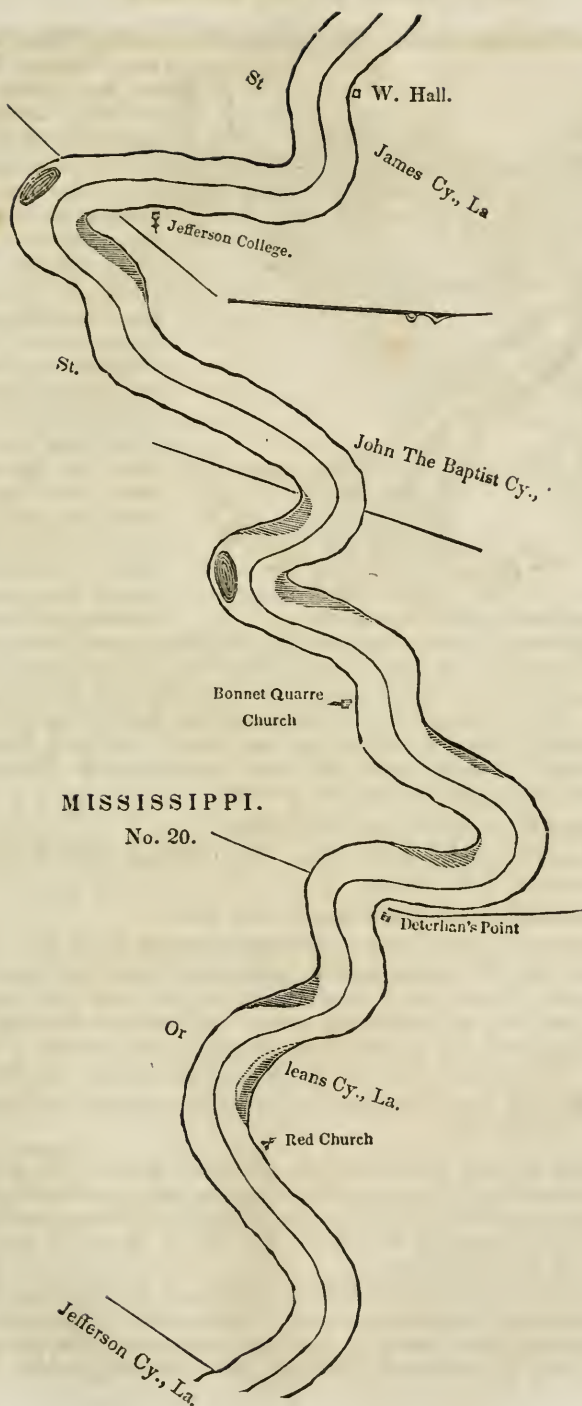 St
W. Hall.
James Cy., La
Jefferson College.
St.
John The Baptist Cy.,
Bonnet Quarre
Church
MISSISSIPPI.
No. 20.
Deterhan's Point
Or
leans Cy., La.
Red Church
Jefferson Cy., La.